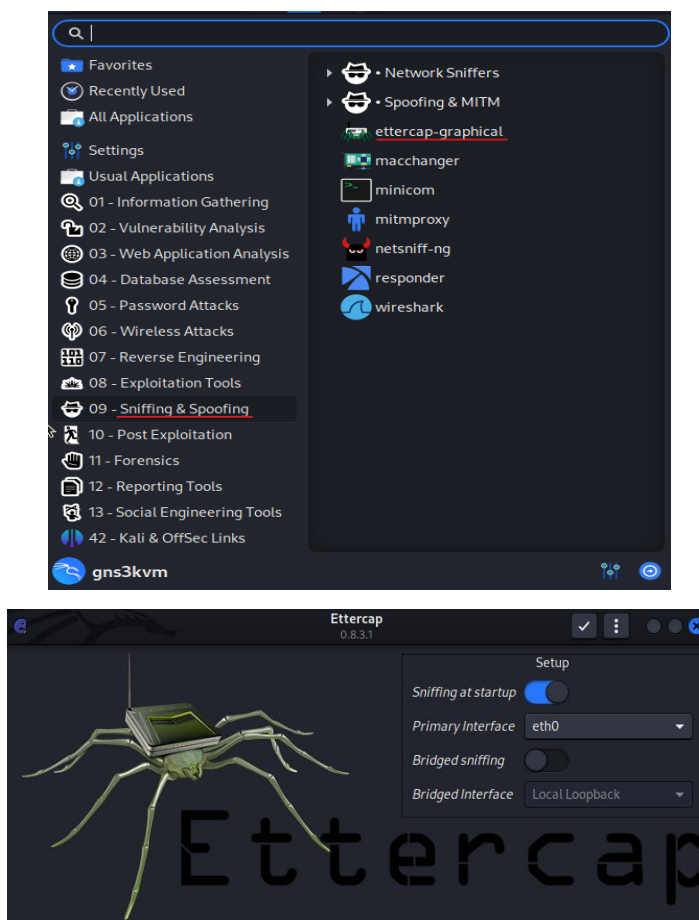 Favorites
Recently Used
All Applications
Settings
Usual Applications
01 - Information Gathering
02 - Vulnerability Analysis
03 - Web Application Analysis
04 - Database Assessment
05 - Password Attacks
06 - Wireless Attacks
07 - Reverse Engineering
08 - Exploitation Tools
09 - Sniffing & Spoofing
10 - Post Exploitation
11 - Forensics
12 - Reporting Tools
13 - Social Engineering Tools
42 - Kali & OffSec Links
• Network Sniffers
• Spoofing & MITM
ettercap-graphical
macchanger
minicom
mitmproxy
netsniff-ng
responder
wireshark
gns3kvm
Ettercap
0.8.3.1
Setup
Sniffing at startup
Primary Interface eth0
Bridged sniffing
Bridged Interface Local Loopback
Ettercap